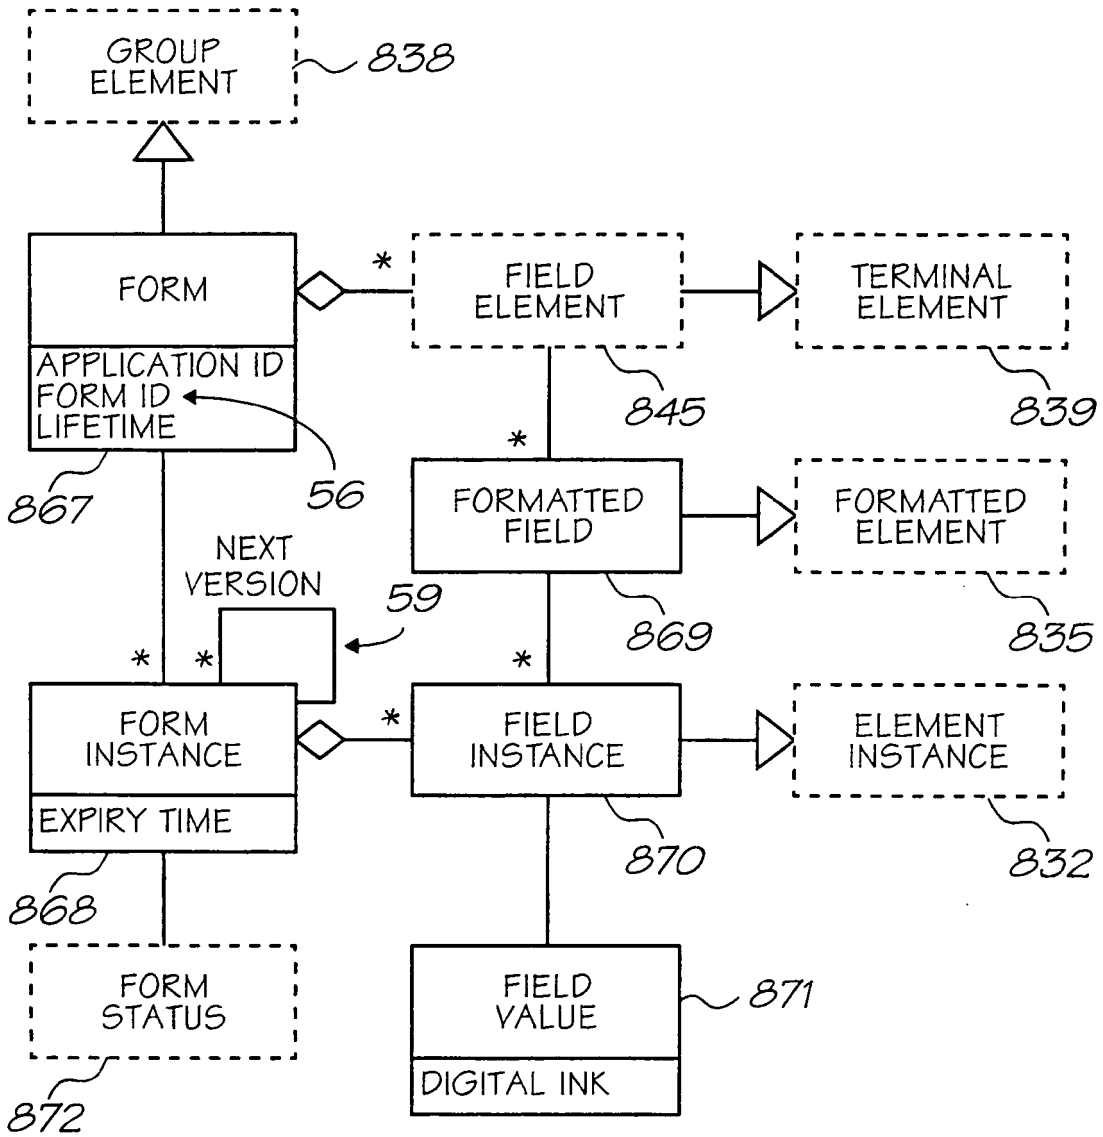 GROUP
ELEMENT
838
FORM
*
FIELD
ELEMENT
TERMINAL
ELEMENT
APPLICATION ID
FORM ID
LIFETIME
845
839
*
867
56
FORMATTED
FIELD
FORMATTED
ELEMENT
NEXT
VERSION
59
869
835
*
*
*
FORM
INSTANCE
*
FIELD
INSTANCE
ELEMENT
INSTANCE
EXPIRY TIME
870
832
868
FORM
STATUS
FIELD
VALUE
871
DIGITAL INK
872